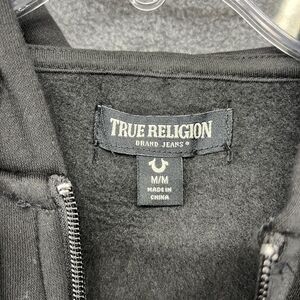 TRUE RELIGION
BRAND JEANS®
M/M
MADE IN
CHINA